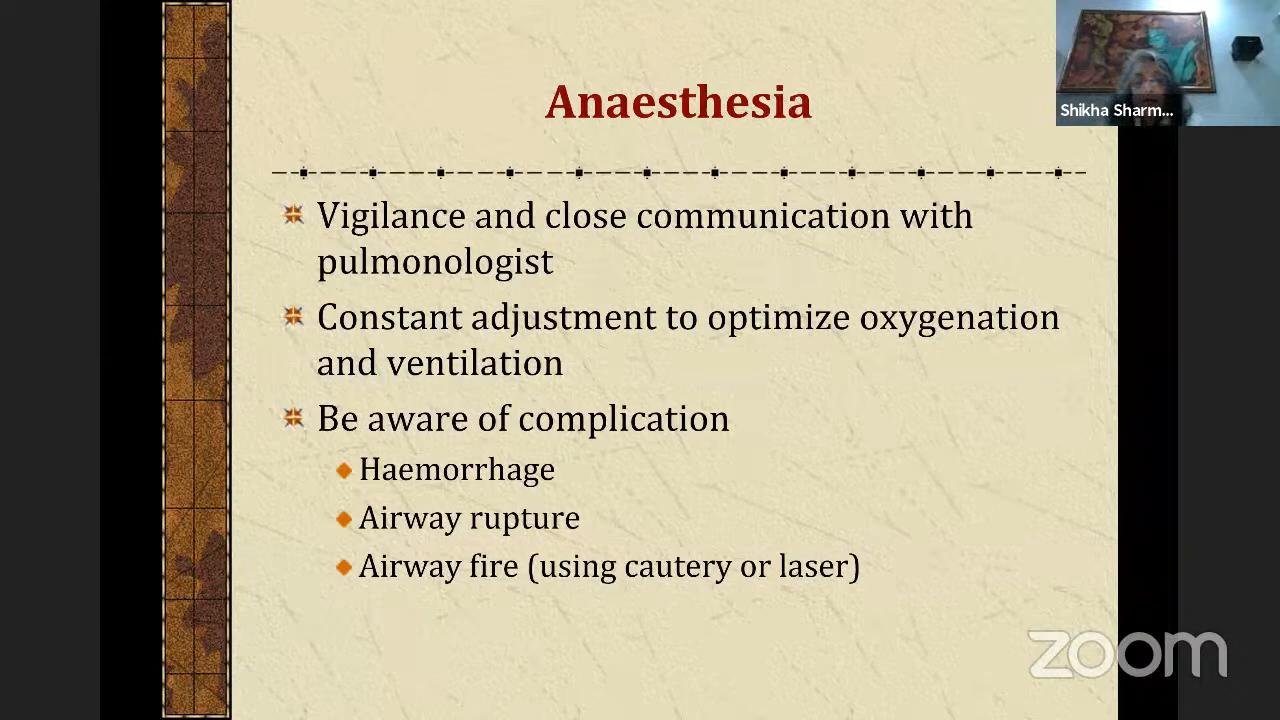 Anaesthesia
Shikha Sharm...
Vigilance and close communication with
pulmonologist
Constant adjustment to optimize oxygenation
and ventilation
Be aware of complication
Haemorrhage
Airway rupture
Airway fire (using cautery or laser)
zoom